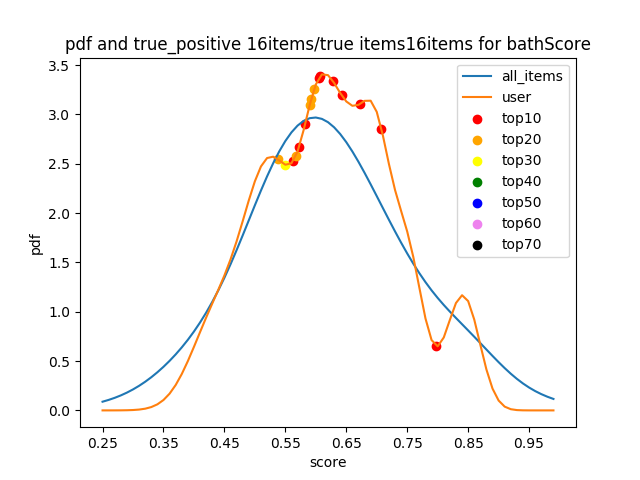 pdf and true_positive 16items/true items16items for bathScore
3.5
3.0
2.5
2.0
1.5
1.0
0.5
0.0
pdf
0.25 0.35 0.45 0.55 0.65 0.75 0.85 0.95
score
all_items
user
top10
top20
top30
top40
top50
top60
top70